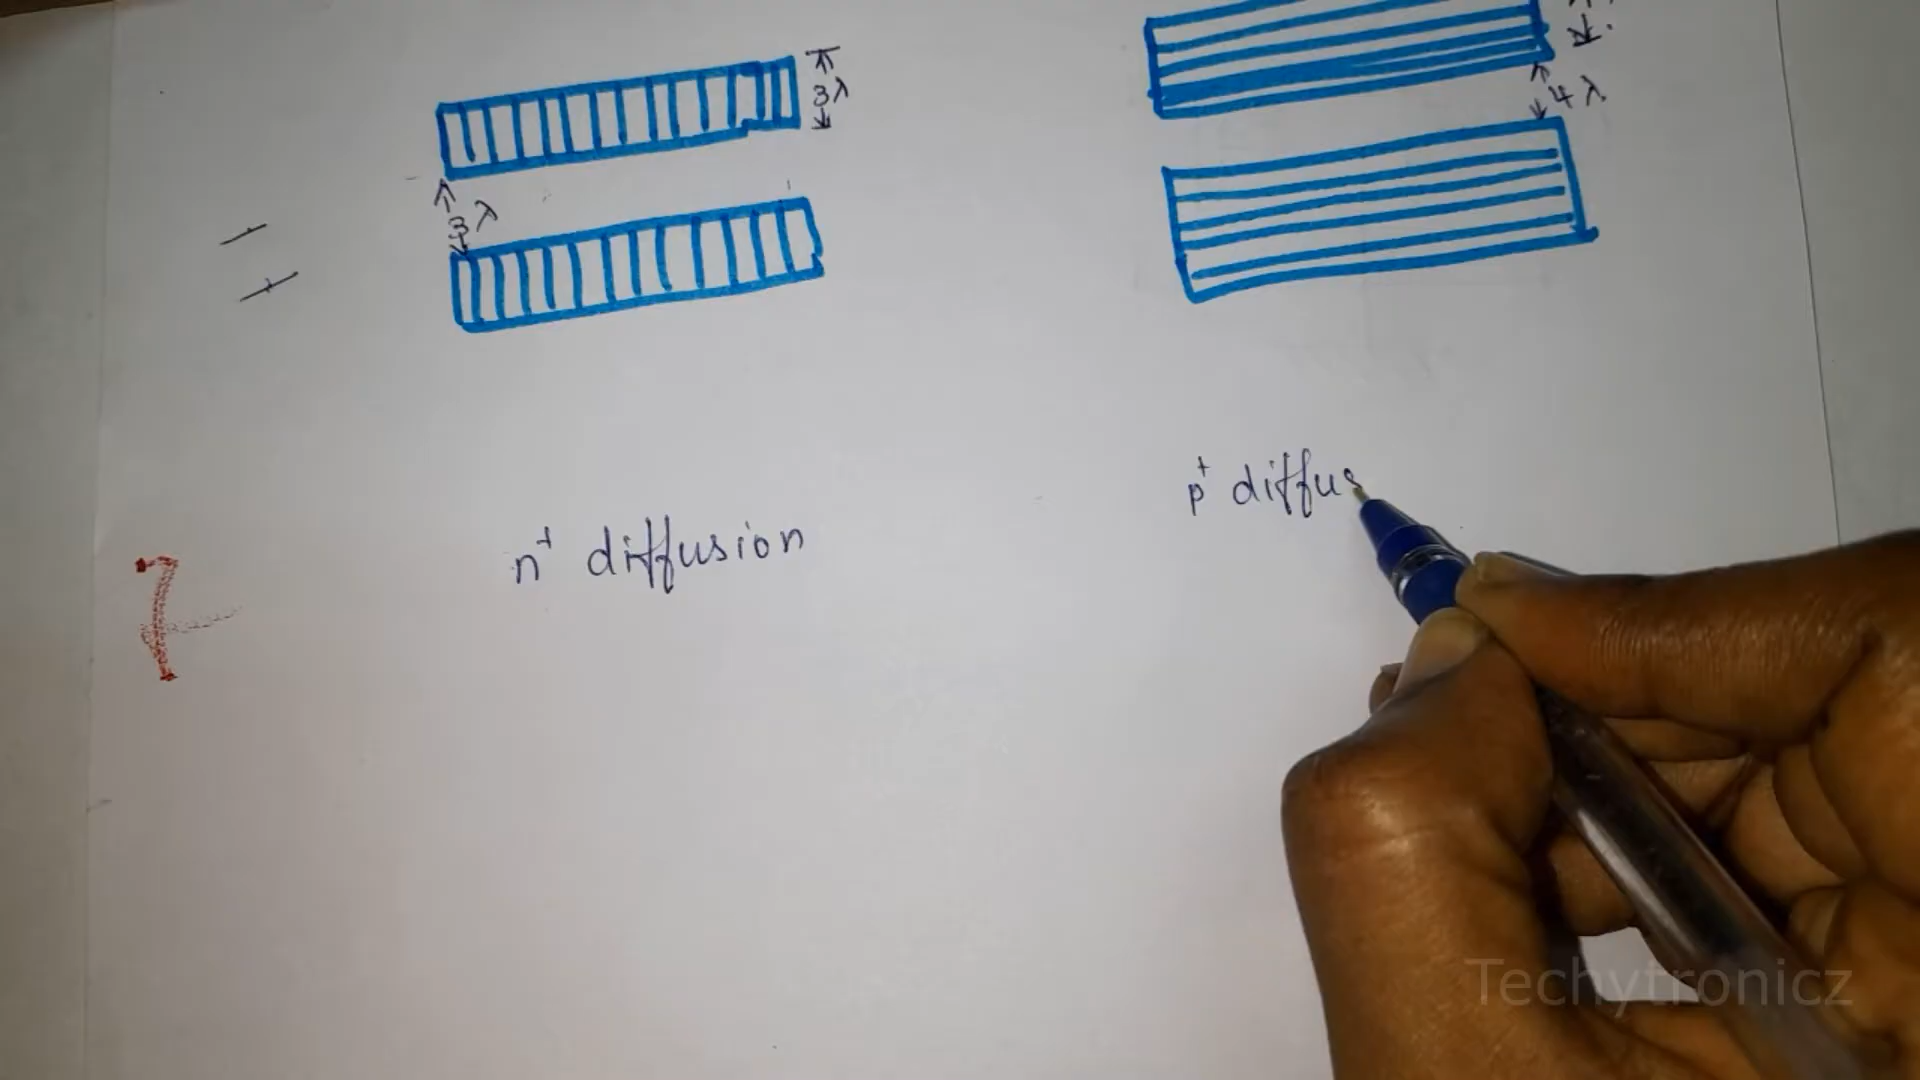 3λ
4λ
3λ
p+ diffus
n+ diffusion
Techytronicz